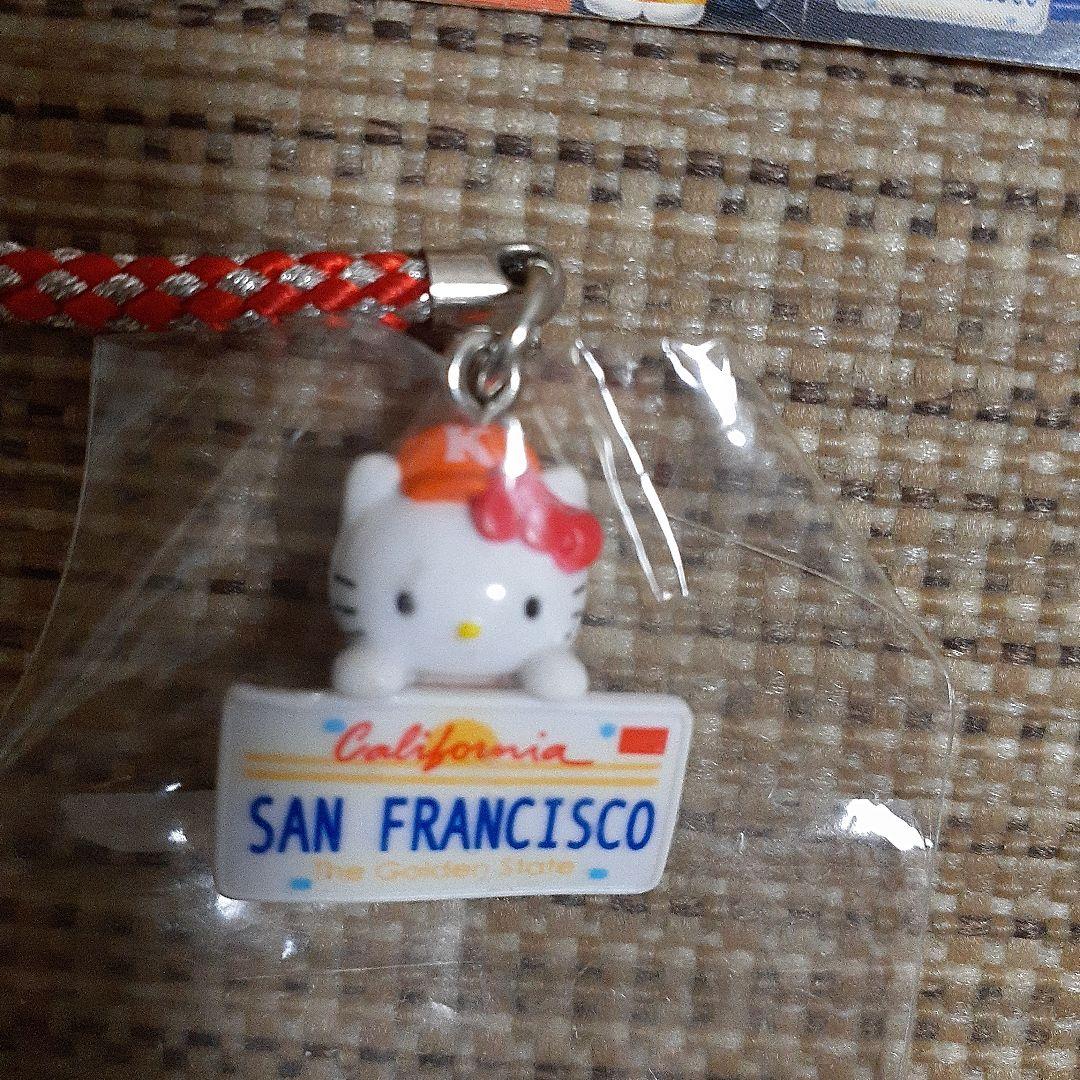 K
California
SAN FRANCISCO
The Golden State